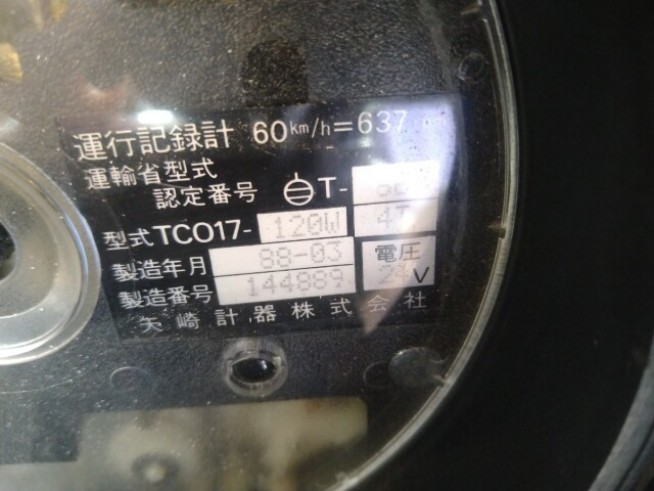 運行記録計 60km/h=637
運輸省型式
認定番号 T-
型式TCO17-120W
製造年月 88-03 電圧
製造番号 144889 24V
矢崎計器株式会社